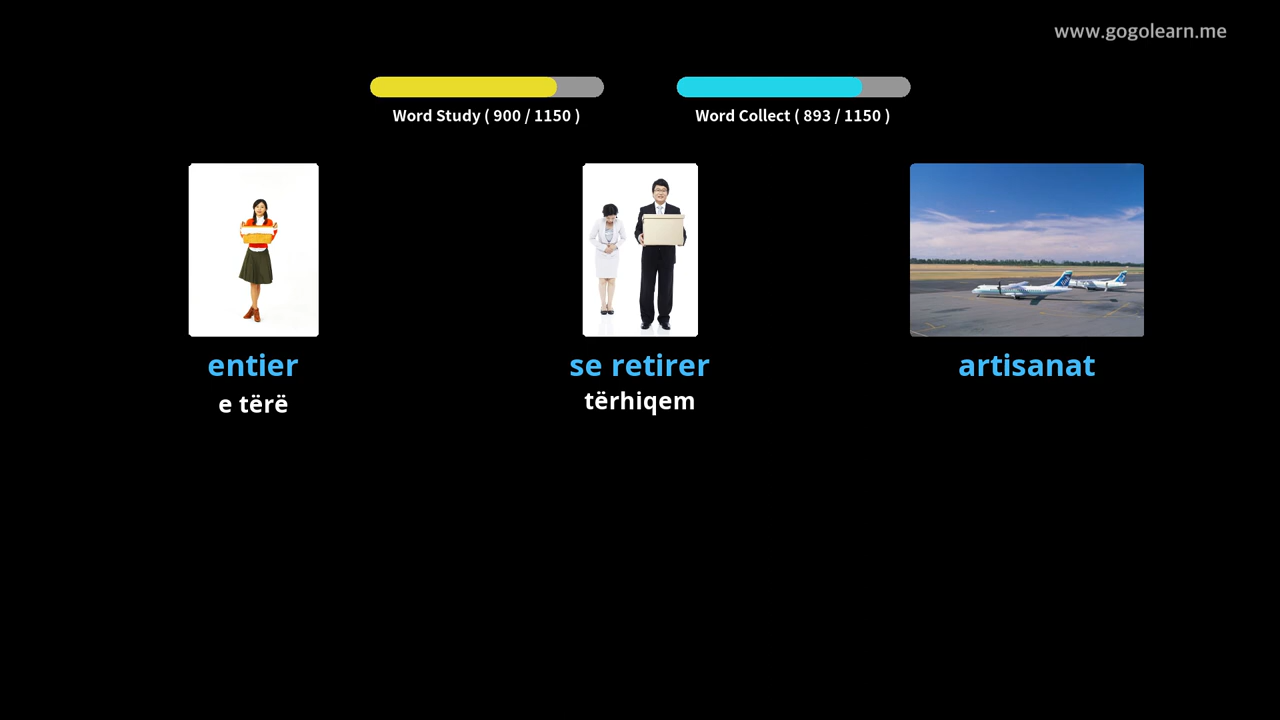 www.gogolearn.me
Word Study ( 900 / 1150 )
Word Collect ( 893 / 1150 )
entier
e tërë
se retirer
tërhiqem
artisanat